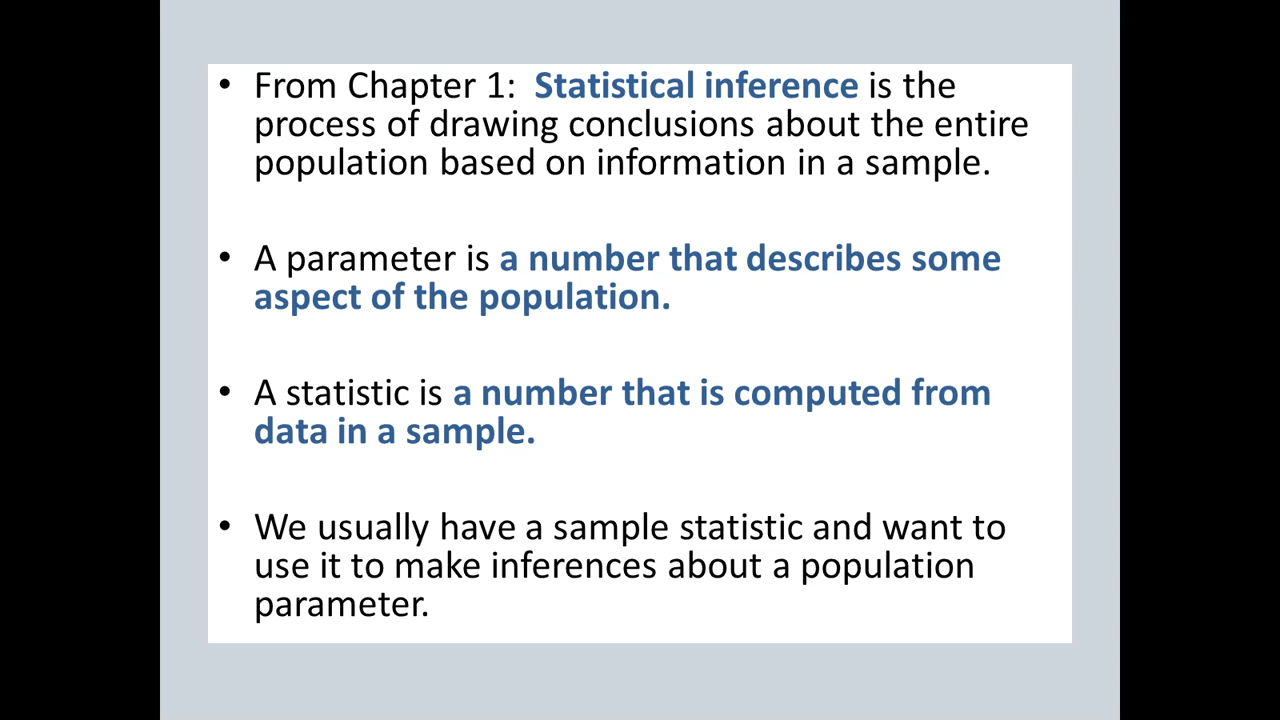 • From Chapter 1: Statistical inference is the
process of drawing conclusions about the entire
population based on information in a sample.
• A parameter is a number that describes some
aspect of the population.
• A statistic is a number that is computed from
data in a sample.
• We usually have a sample statistic and want to
use it to make inferences about a population
parameter.